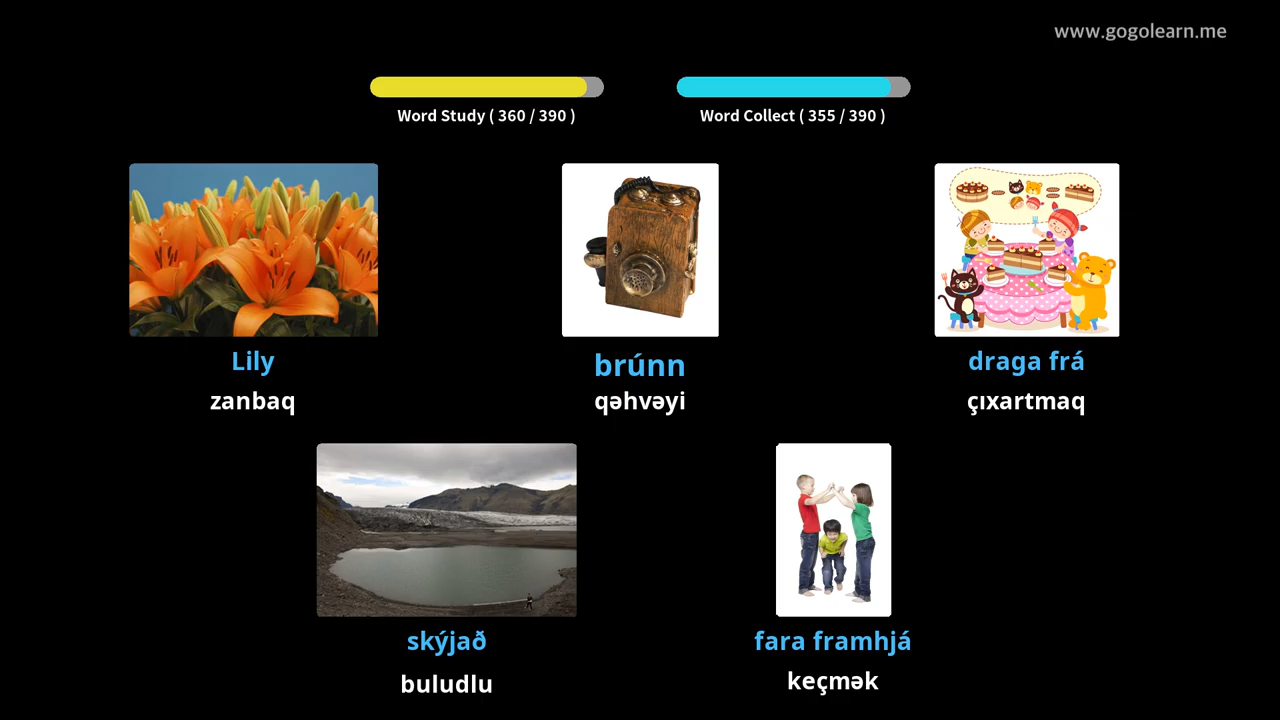 www.gogolearn.me
Word Study ( 360 / 390 )
Word Collect ( 355 / 390 )
Lily
zanbaq
brúnn
qəhvəyi
draga frá
çıxartmaq
skýjað
buludlu
fara framhjá
keçmək